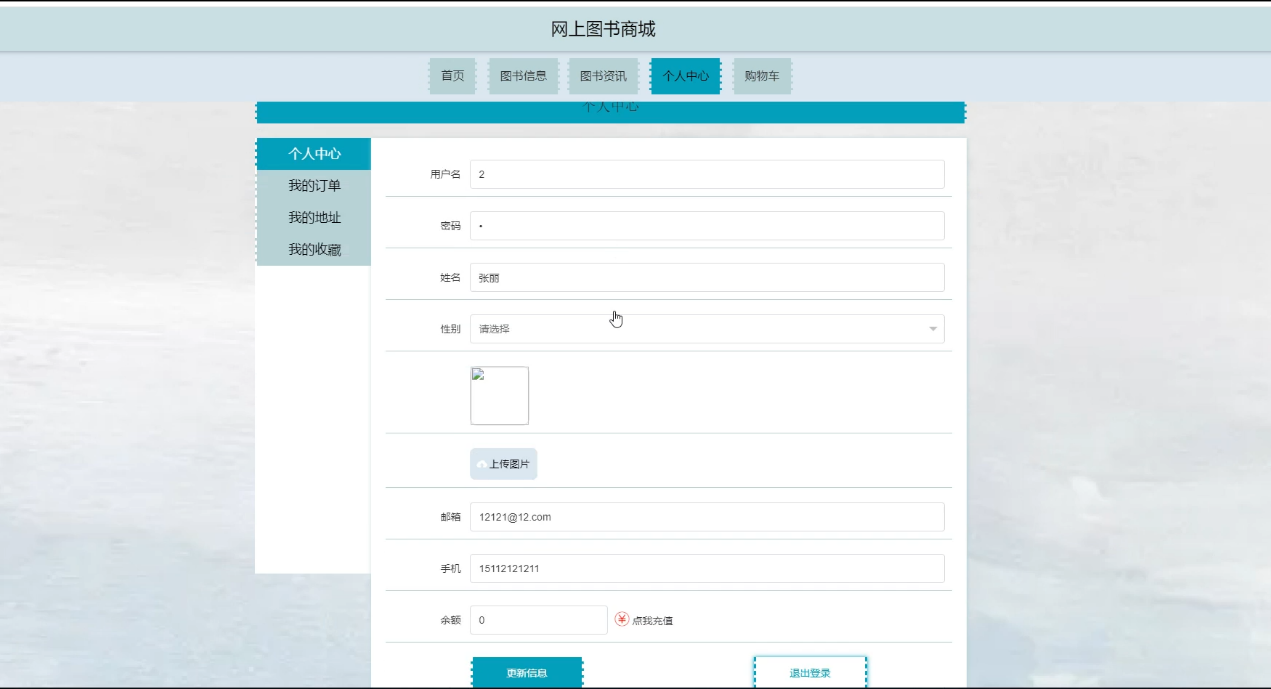 网上图书商城
首页 图书信息 图书资讯 个人中心 购物车
个人中心
个人中心
我的订单
我的地址
我的收藏
用户名 2
密码 •
姓名 张丽
性别 请选择
上传图片
邮箱 12121@12.com
手机 15112121211
余额 0 ¥ 点我充值
更新信息 退出登录